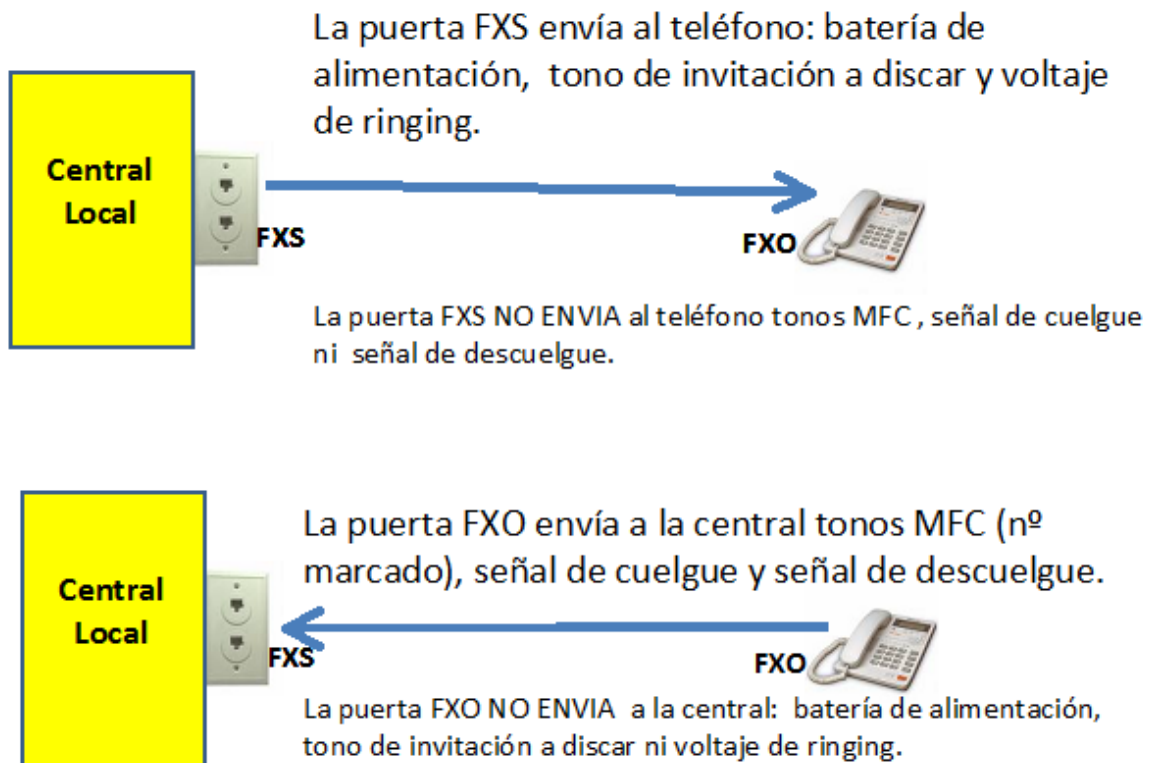 La puerta FXS envía al teléfono: batería de
alimentación, tono de invitación a discar y voltaje
de ringing.
Central
Local
FXS
FXO
La puerta FXS NO ENVIA al teléfono tonos MFC , señal de cuelgue
ni señal de descuelgue.
La puerta FXO envía a la central tonos MFC (nº
marcado), señal de cuelgue y señal de descuelgue.
Central
Local
FXS
FXO
La puerta FXO NO ENVIA a la central: batería de alimentación,
tono de invitación a discar ni voltaje de ringing.